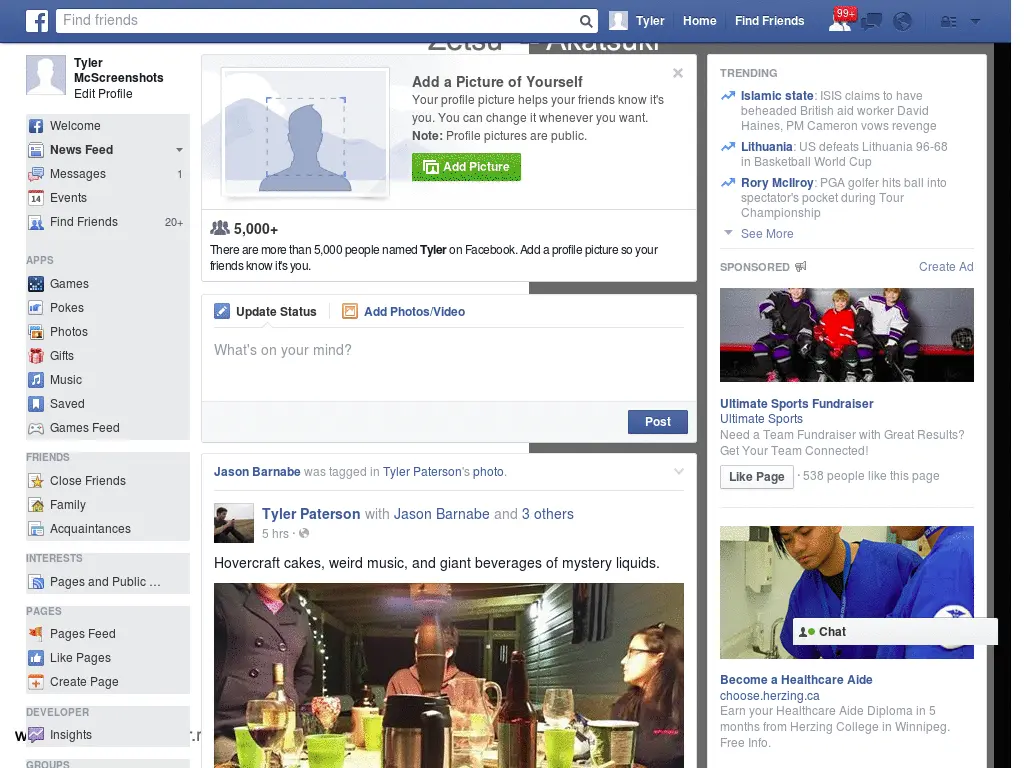 Find friends
Tyler
Home
Find Friends
99+
Zetsu - Akatsuki
Tyler
McScreenshots
Edit Profile
Welcome
News Feed
Messages 1
14 Events
Find Friends 20+
APPS
Games
Pokes
Photos
Gifts
Music
Saved
Games Feed
FRIENDS
Close Friends
Family
Acquaintances
INTERESTS
Pages and Public ...
PAGES
Pages Feed
Like Pages
Create Page
DEVELOPER
Insights
GROUPS
Add a Picture of Yourself
Your profile picture helps your friends know it's
you. You can change it whenever you want.
Note: Profile pictures are public.
Add Picture
5,000+
There are more than 5,000 people named Tyler on Facebook. Add a profile picture so your
friends know it's you.
Update Status
Add Photos/Video
What's on your mind?
Post
Jason Barnabe was tagged in Tyler Paterson's photo.
Tyler Paterson with Jason Barnabe and 3 others
5 hrs ·
Hovercraft cakes, weird music, and giant beverages of mystery liquids.
TRENDING
Islamic state: ISIS claims to have
beheaded British aid worker David
Haines, PM Cameron vows revenge
Lithuania: US defeats Lithuania 96-68
in Basketball World Cup
Rory McIlroy: PGA golfer hits ball into
spectator's pocket during Tour
Championship
See More
SPONSORED
Create Ad
Ultimate Sports Fundraiser
Ultimate Sports
Need a Team Fundraiser with Great Results?
Get Your Team Connected!
Like Page · 538 people like this page
Chat
Become a Healthcare Aide
choose.herzing.ca
Earn your Healthcare Aide Diploma in 5
months from Herzing College in Winnipeg.
Free Info.